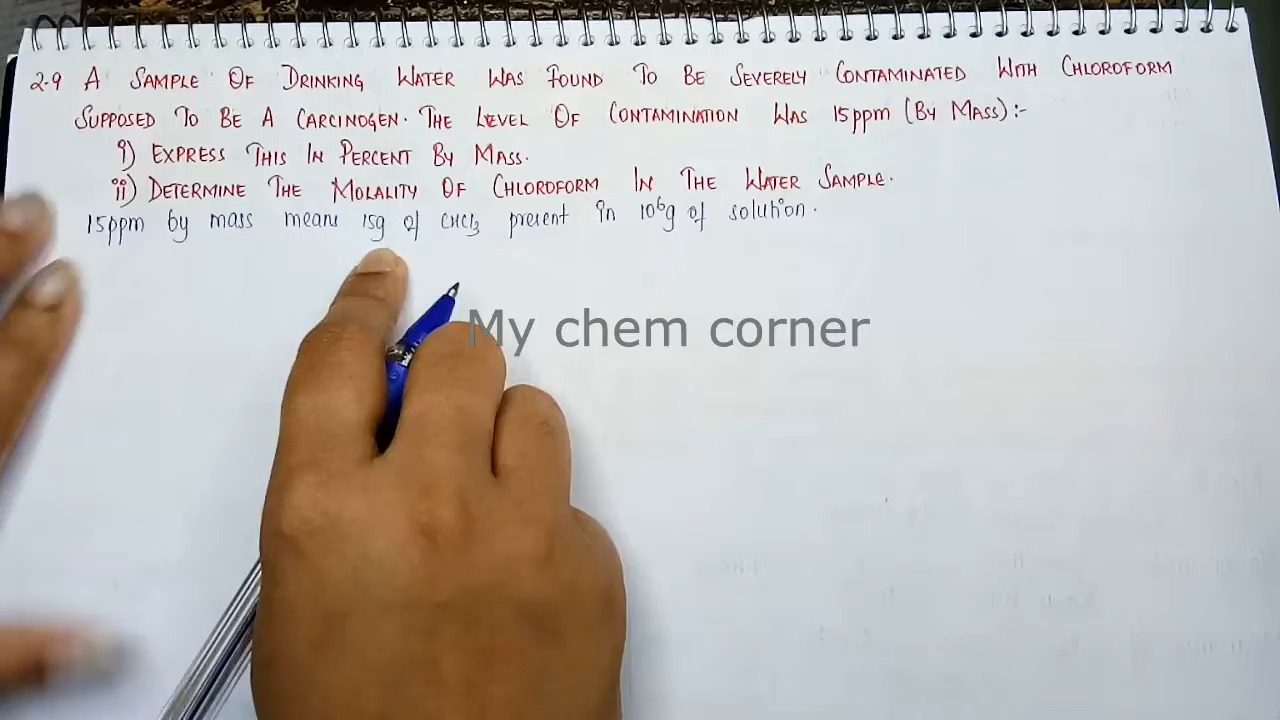 2.9 A SAMPLE OF DRINKING WATER WAS FOUND TO BE SEVERELY CONTAMINATED WITH CHLOROFORM
SUPPOSED TO BE A CARCINOGEN. THE LEVEL OF CONTAMINATION WAS 15ppm (BY MASS):-
i) EXPRESS THIS IN PERCENT BY MASS.
ii) DETERMINE THE MOLALITY OF CHLOROFORM IN THE WATER SAMPLE.
15ppm by mass means 15g of CHCl₃ present in 10⁶g of solution.
My chem corner